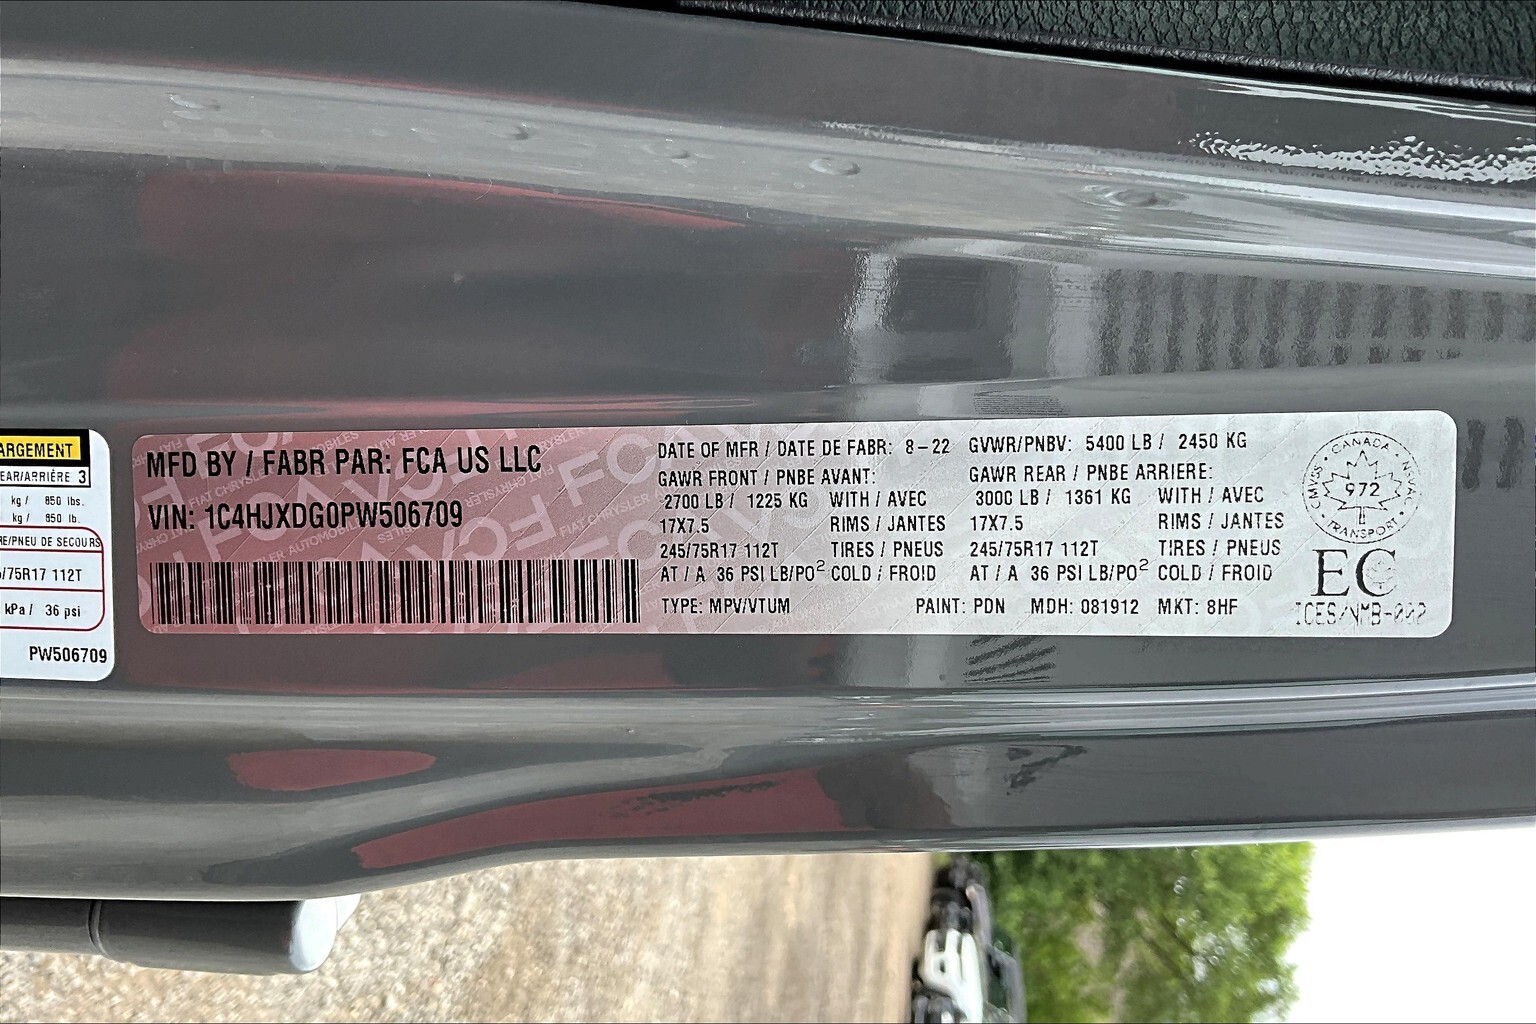 ARGEMENT
EAR/ARRIÈRE 3
kg / 850 lbs.
kg / 850 lb.
RE/PNEU DE SECOURS
/75R17 112T
kPa / 36 psi
PW506709
MFD BY / FABR PAR: FCA US LLC
VIN: 1C4HJXDG0PW506709
DATE OF MFR / DATE DE FABR: 8-22 GVWR/PNBV: 5400 LB / 2450 KG
GAWR FRONT / PNBE AVANT: GAWR REAR / PNBE ARRIERE:
2700 LB / 1225 KG WITH / AVEC 3000 LB / 1361 KG WITH / AVEC
17X7.5 RIMS / JANTES 17X7.5 RIMS / JANTES
245/75R17 112T TIRES / PNEUS 245/75R17 112T TIRES / PNEUS
AT / A 36 PSI LB/PO² COLD / FROID AT / A 36 PSI LB/PO² COLD / FROID
TYPE: MPV/VTUM PAINT: PDN MDH: 081912 MKT: 8HF
CANADA
CMVSS NSVAC
972
TRANSPORT
EC
ICES/NMB-002